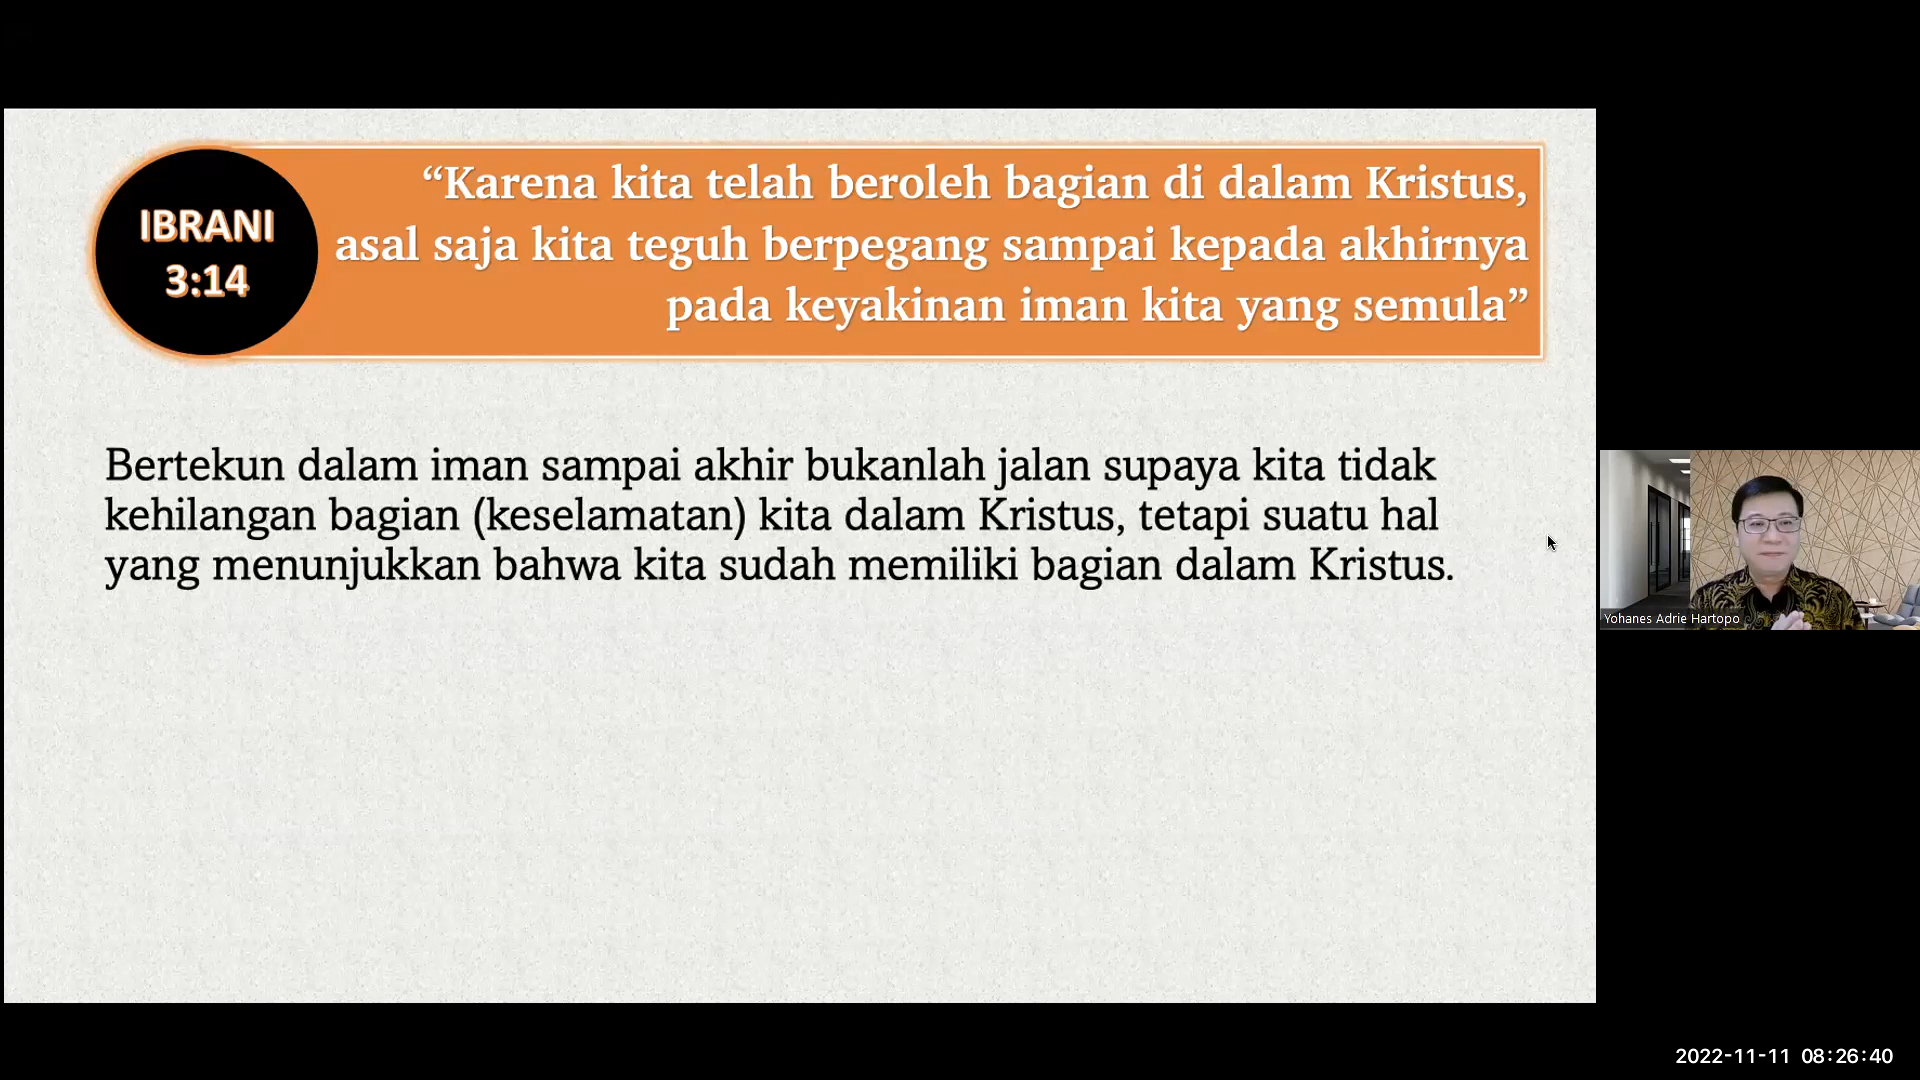 IBRANI
3:14
“Karena kita telah beroleh bagian di dalam Kristus,
asal saja kita teguh berpegang sampai kepada akhirnya
pada keyakinan iman kita yang semula”
Bertekun dalam iman sampai akhir bukanlah jalan supaya kita tidak
kehilangan bagian (keselamatan) kita dalam Kristus, tetapi suatu hal
yang menunjukkan bahwa kita sudah memiliki bagian dalam Kristus.
Yohanes Adrie Hartopo
2022-11-11 08:26:40